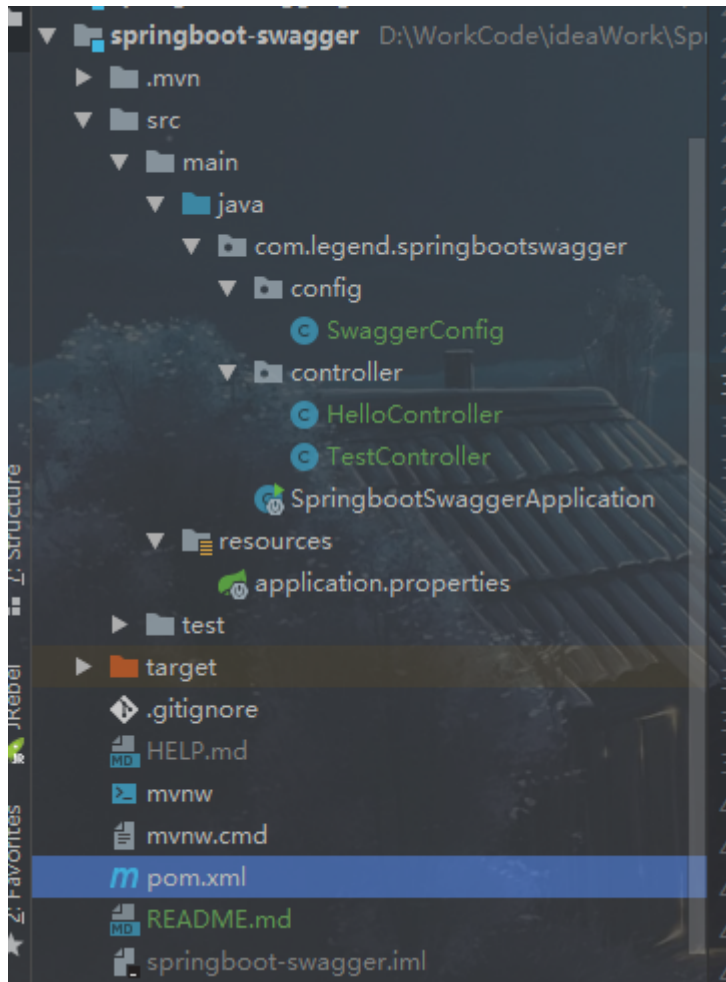 springboot-swagger D:\WorkCode\ideaWork\Spr
.mvn
src
main
java
com.legend.springbootswagger
config
SwaggerConfig
controller
HelloController
TestController
SpringbootSwaggerApplication
resources
application.properties
test
target
.gitignore
HELP.md
mvnw
mvnw.cmd
pom.xml
README.md
springboot-swagger.iml
7: Structure
JRebel
2: Favorites